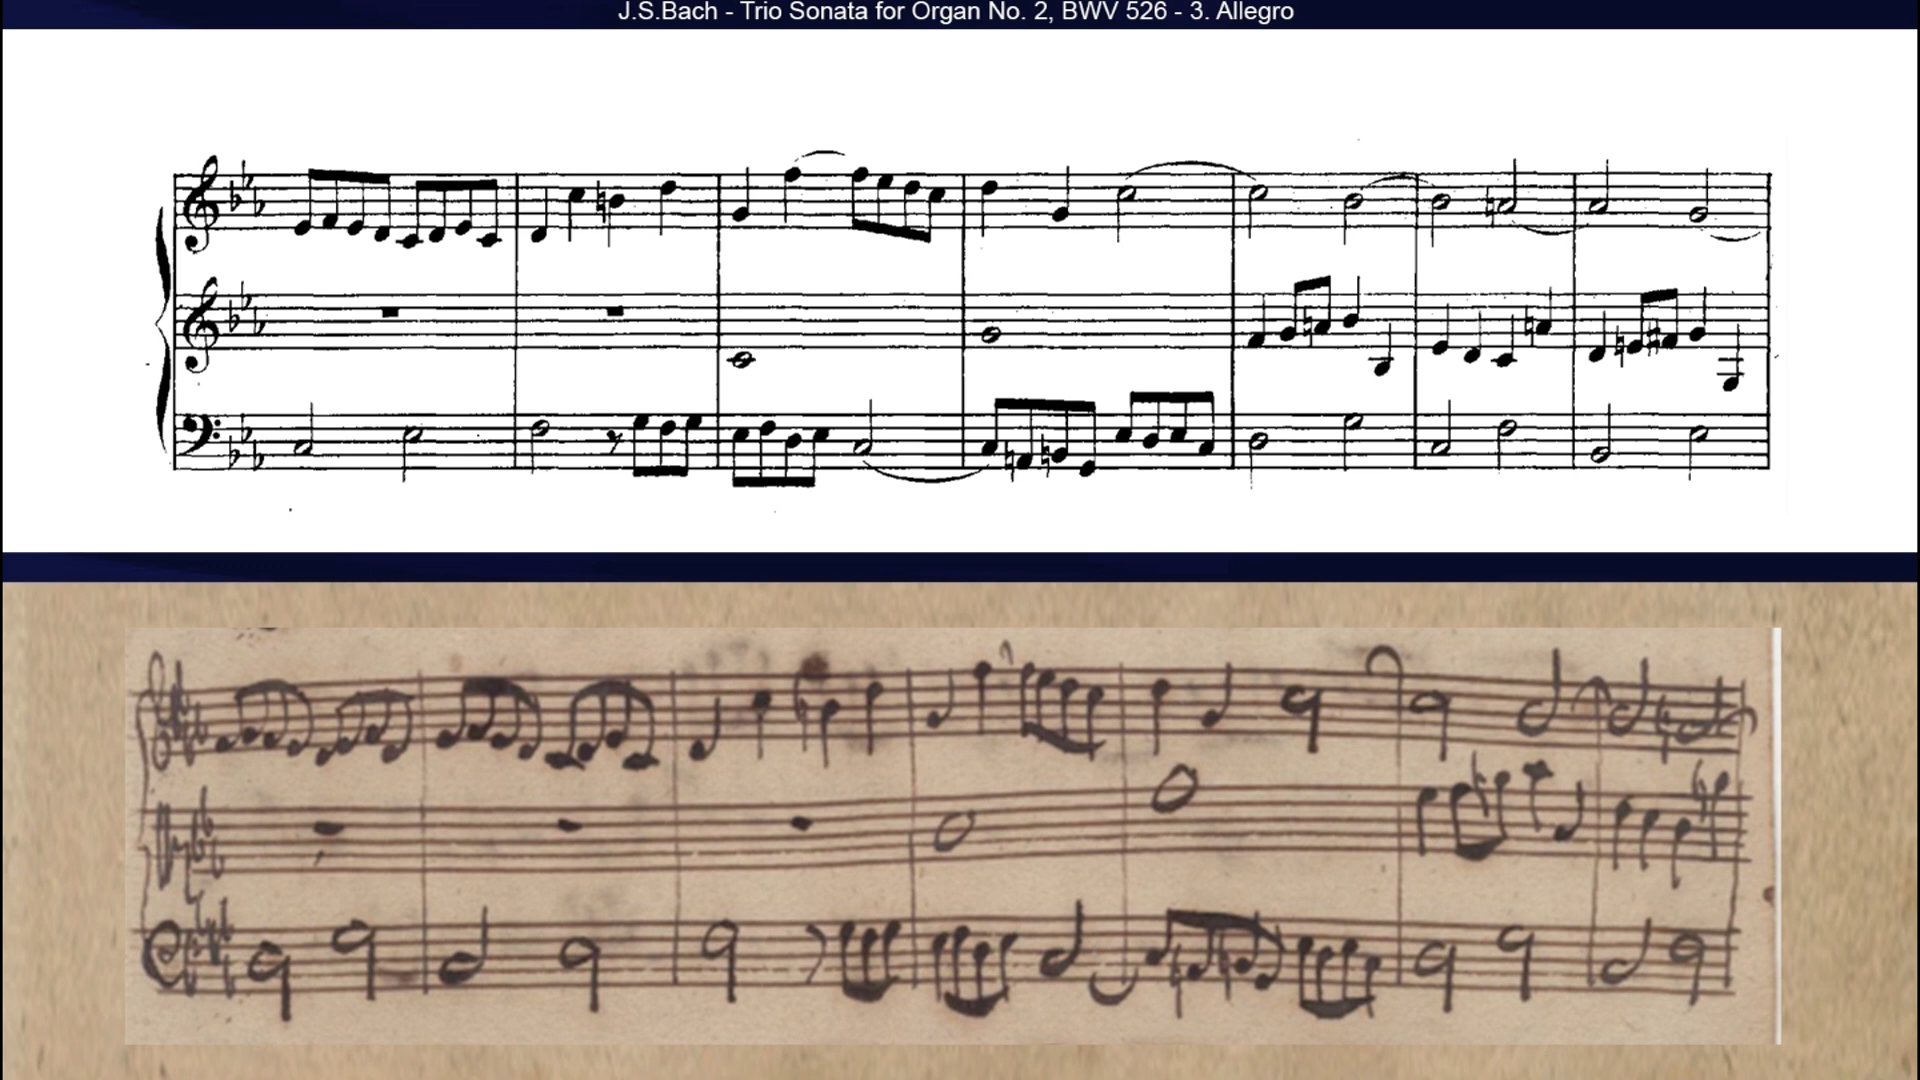 J.S.Bach - Trio Sonata for Organ No. 2, BWV 526 - 3. Allegro